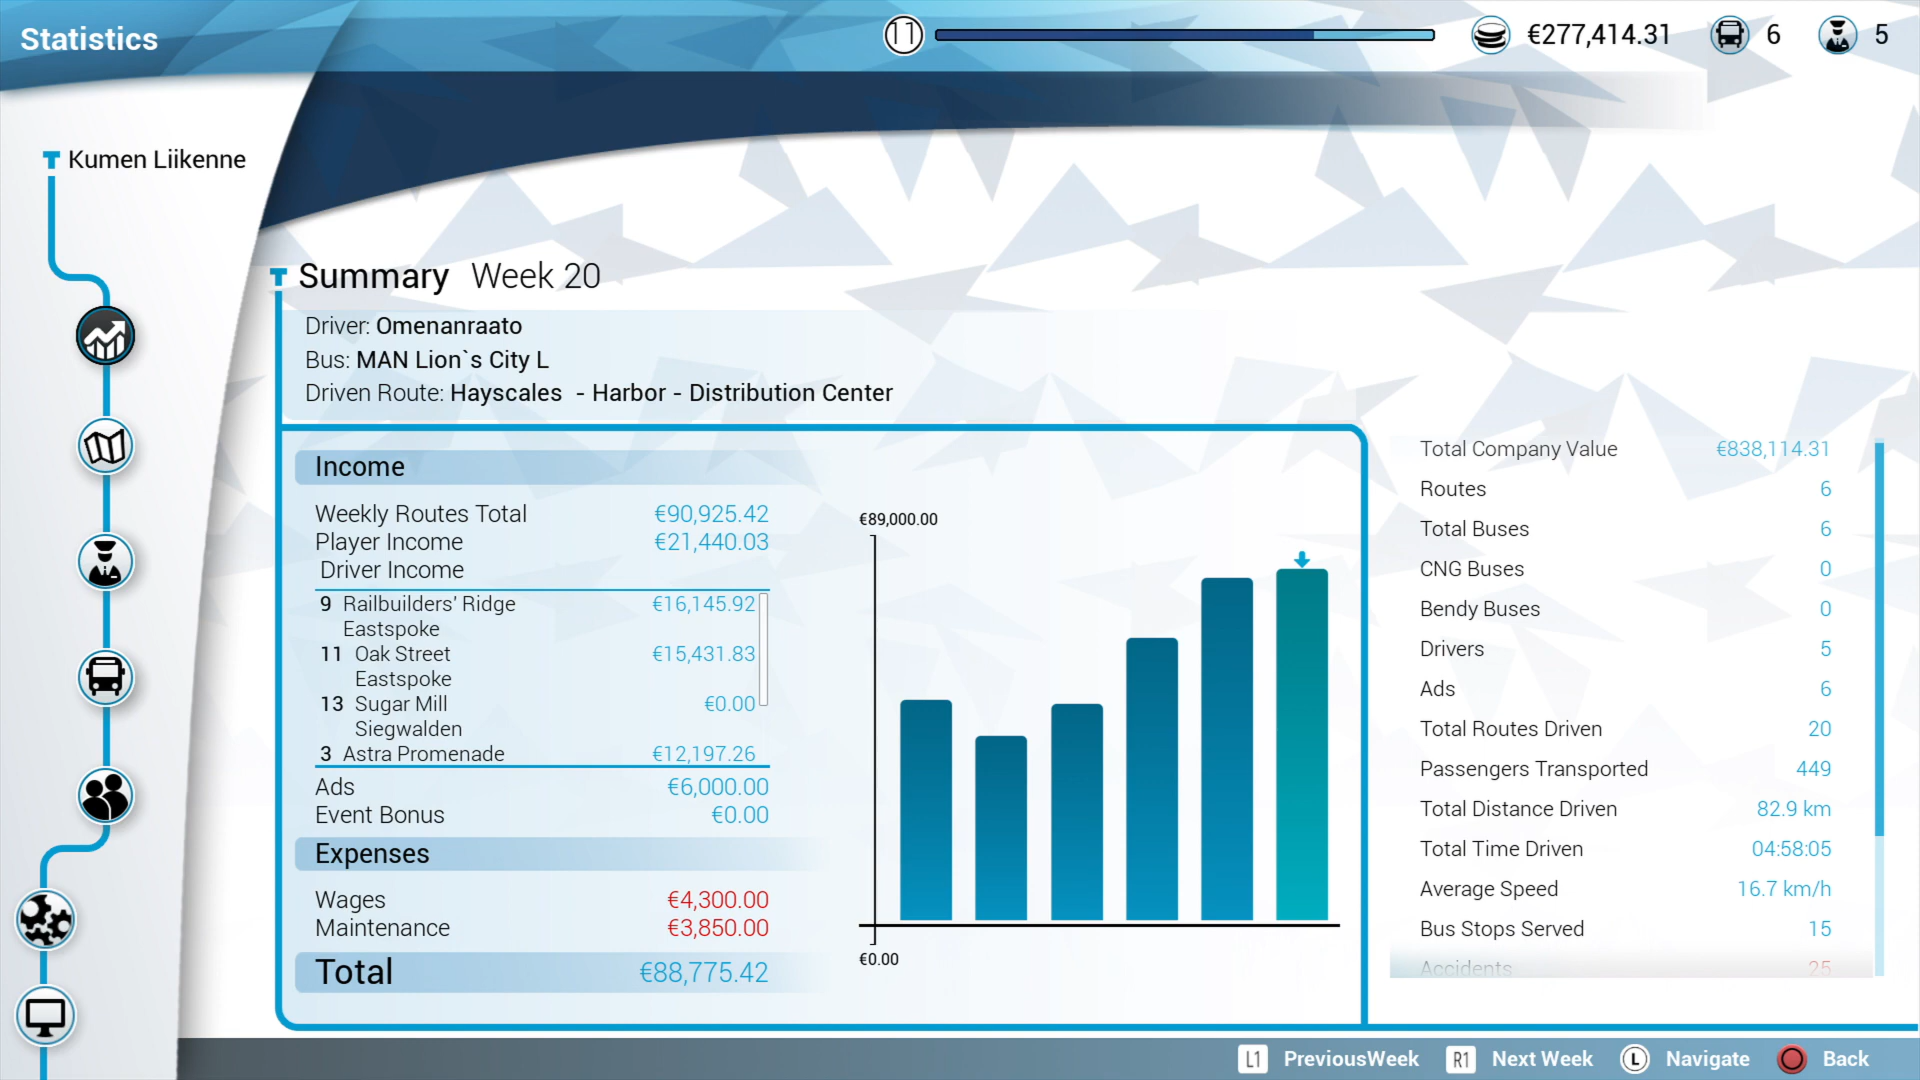 Statistics
11
€277,414.31
6
5
Kumen Liikenne
Summary Week 20
Driver: Omenanraato
Bus: MAN Lion`s City L
Driven Route: Hayscales - Harbor - Distribution Center
Income
Weekly Routes Total €90,925.42
Player Income €21,440.03
Driver Income
9 Railbuilders' Ridge €16,145.92
Eastspoke
11 Oak Street €15,431.83
Eastspoke
13 Sugar Mill €0.00
Siegwalden
3 Astra Promenade €12,197.26
Ads €6,000.00
Event Bonus €0.00
Expenses
Wages €4,300.00
Maintenance €3,850.00
Total €88,775.42
€89,000.00
€0.00
Total Company Value €838,114.31
Routes 6
Total Buses 6
CNG Buses 0
Bendy Buses 0
Drivers 5
Ads 6
Total Routes Driven 20
Passengers Transported 449
Total Distance Driven 82.9 km
Total Time Driven 04:58:05
Average Speed 16.7 km/h
Bus Stops Served 15
Accidents 25
L1 PreviousWeek R1 Next Week L Navigate Back